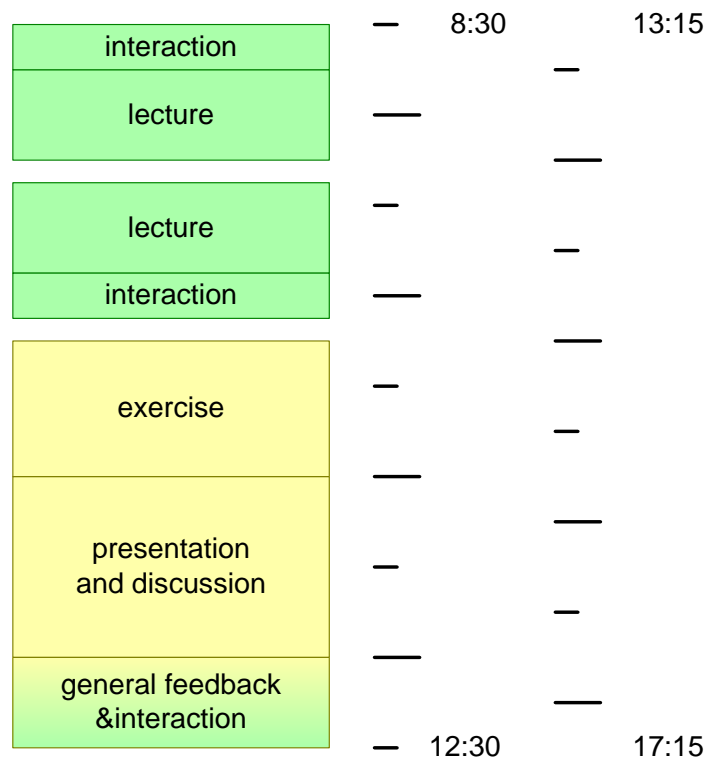 8:30 13:15
interaction
lecture
lecture
interaction
exercise
presentation
and discussion
general feedback
&interaction
12:30 17:15